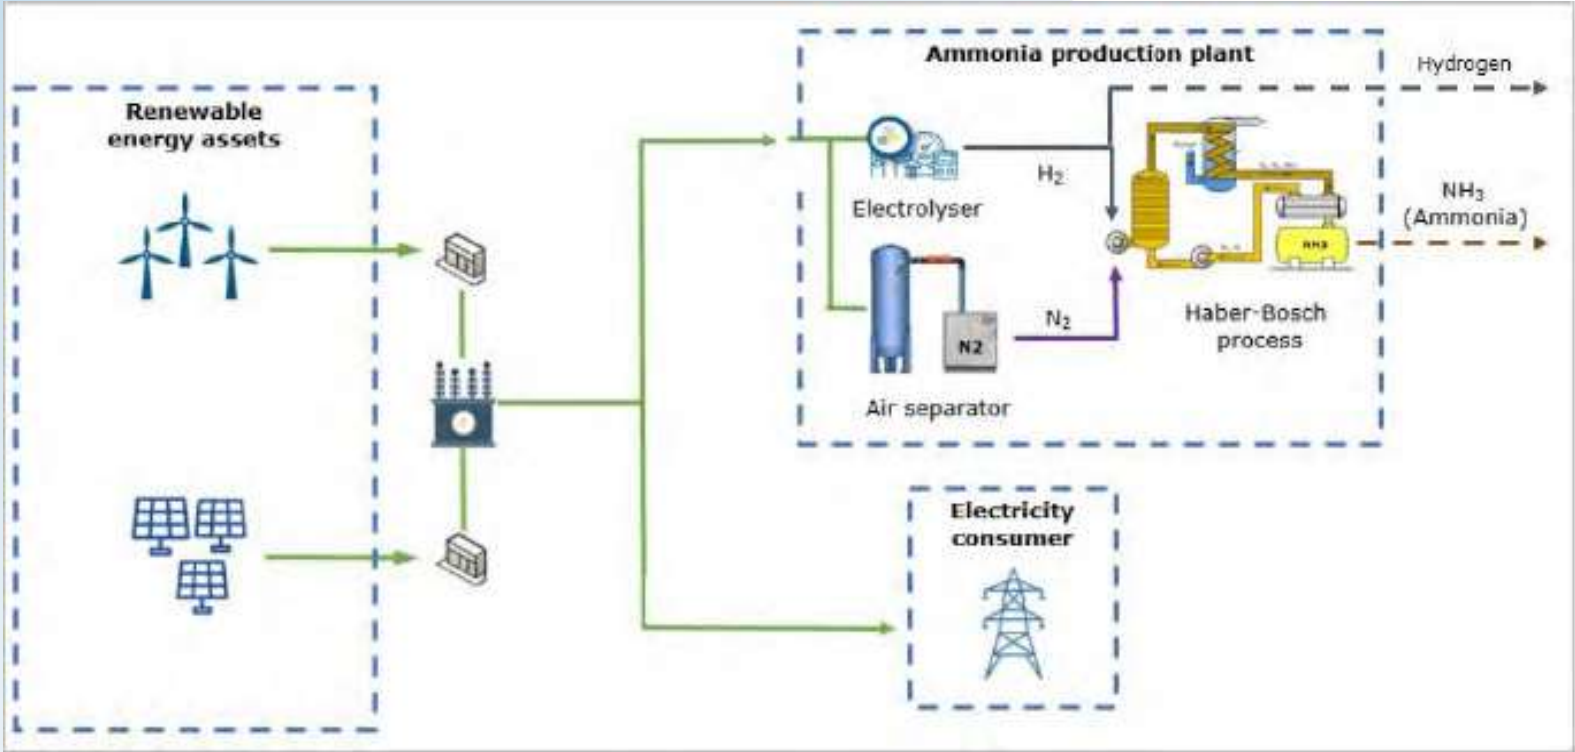 Ammonia production plant
Hydrogen
Renewable
energy assets
H₂
NH₃
(Ammonia)
Electrolyser
NH3
Haber-Bosch
process
N₂
N2
Air separator
Electricity
consumer